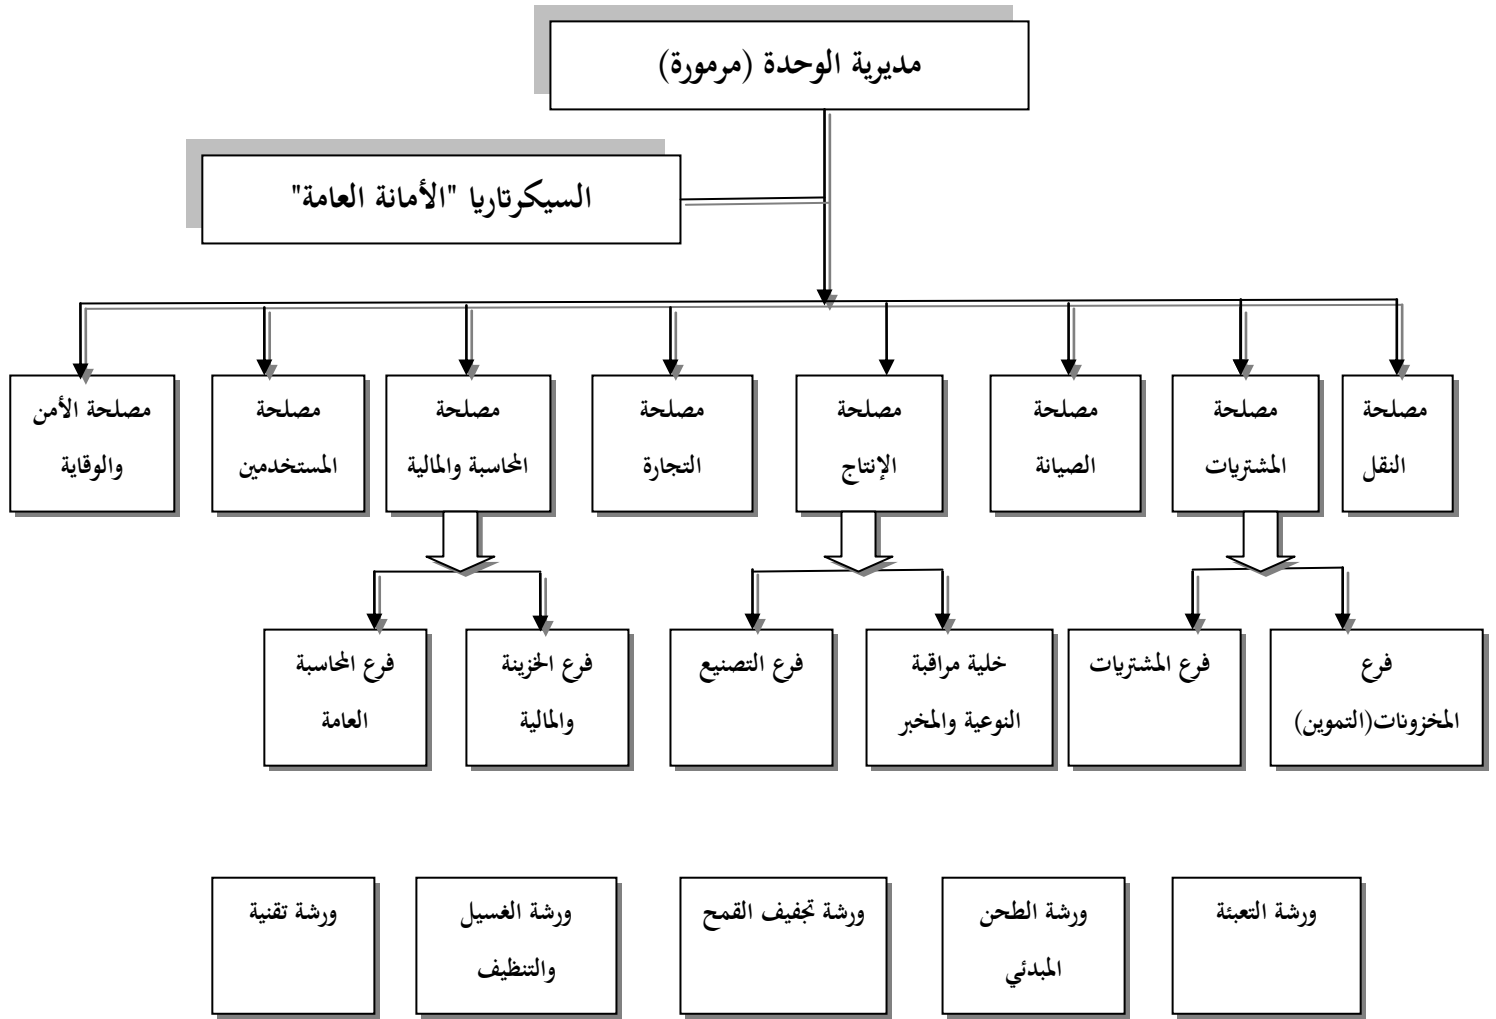 مديرية الوحدة (مرمورة)
السيكرتاريا "الأمانة العامة"
مصلحة
النقل
مصلحة
المشتريات
مصلحة
الصيانة
مصلحة
الإنتاج
مصلحة
التجارة
مصلحة
المحاسبة والمالية
مصلحة
المستخدمين
مصلحة الأمن
والوقاية
فرع
المخزونات(التموين)
فرع المشتريات
خلية مراقبة
النوعية والمخبر
فرع التصنيع
فرع الخزينة
والمالية
فرع المحاسبة
العامة
ورشة التعبئة
ورشة الطحن
المبدئي
ورشة تجفيف القمح
ورشة الغسيل
والتنظيف
ورشة تقنية